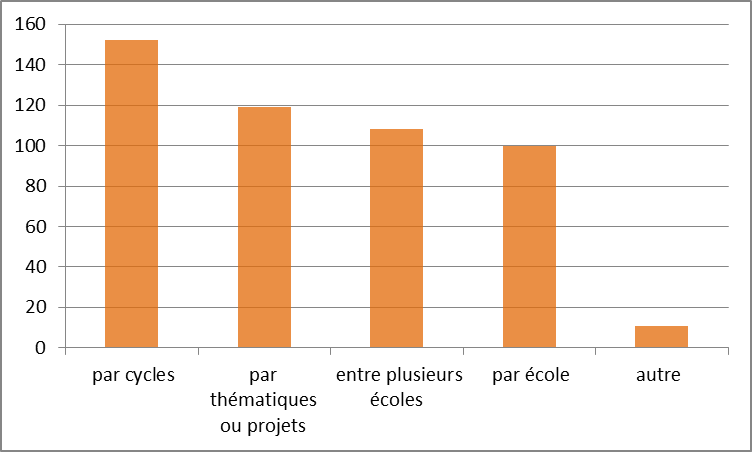 160
140
120
100
80
60
40
20
0
par cycles
par
thématiques
ou projets
entre plusieurs
écoles
par école
autre